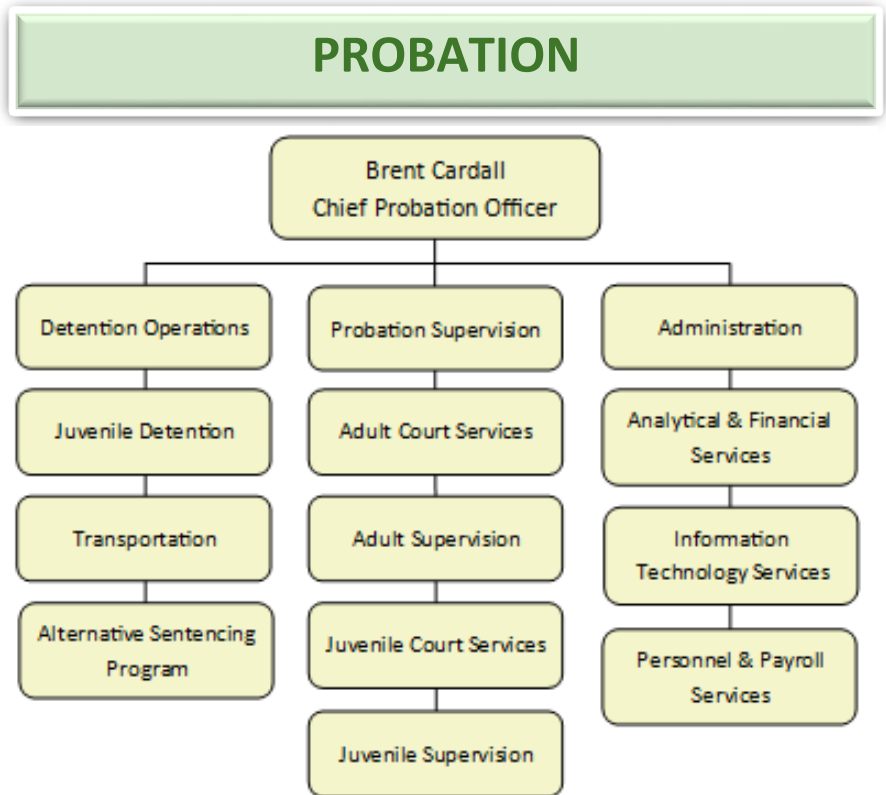 PROBATION
Brent Cardall
Chief Probation Officer
Detention Operations
Juvenile Detention
Transportation
Alternative Sentencing
Program
Probation Supervision
Adult Court Services
Adult Supervision
Juvenile Court Services
Juvenile Supervision
Administration
Analytical & Financial
Services
Information
Technology Services
Personnel & Payroll
Services